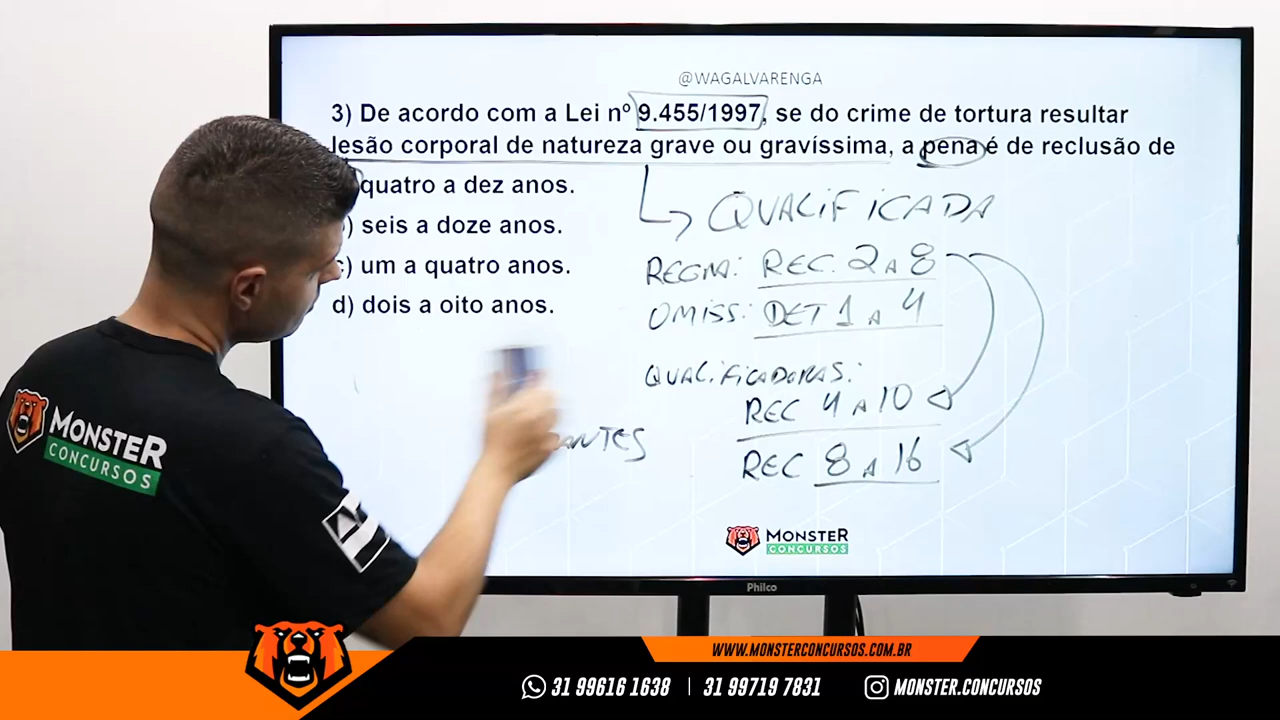 @WAGALVARENGA
3) De acordo com a Lei nº 9.455/1997, se do crime de tortura resultar
lesão corporal de natureza grave ou gravíssima, a pena é de reclusão de
quatro a dez anos.
) seis a doze anos.
c) um a quatro anos.
d) dois a oito anos.
QUALIFICADA
REGRA: REC. 2 A 8
OMISS: DET 1 A 4
QUALIFICADORAS:
REC 4 A 10
REC 8 A 16
MONSTER
CONCURSOS
MONSTER
CONCURSOS
Philco
WWW.MONSTERCONCURSOS.COM.BR
31 99616 1638 | 31 99719 7831 MONSTER.CONCURSOS